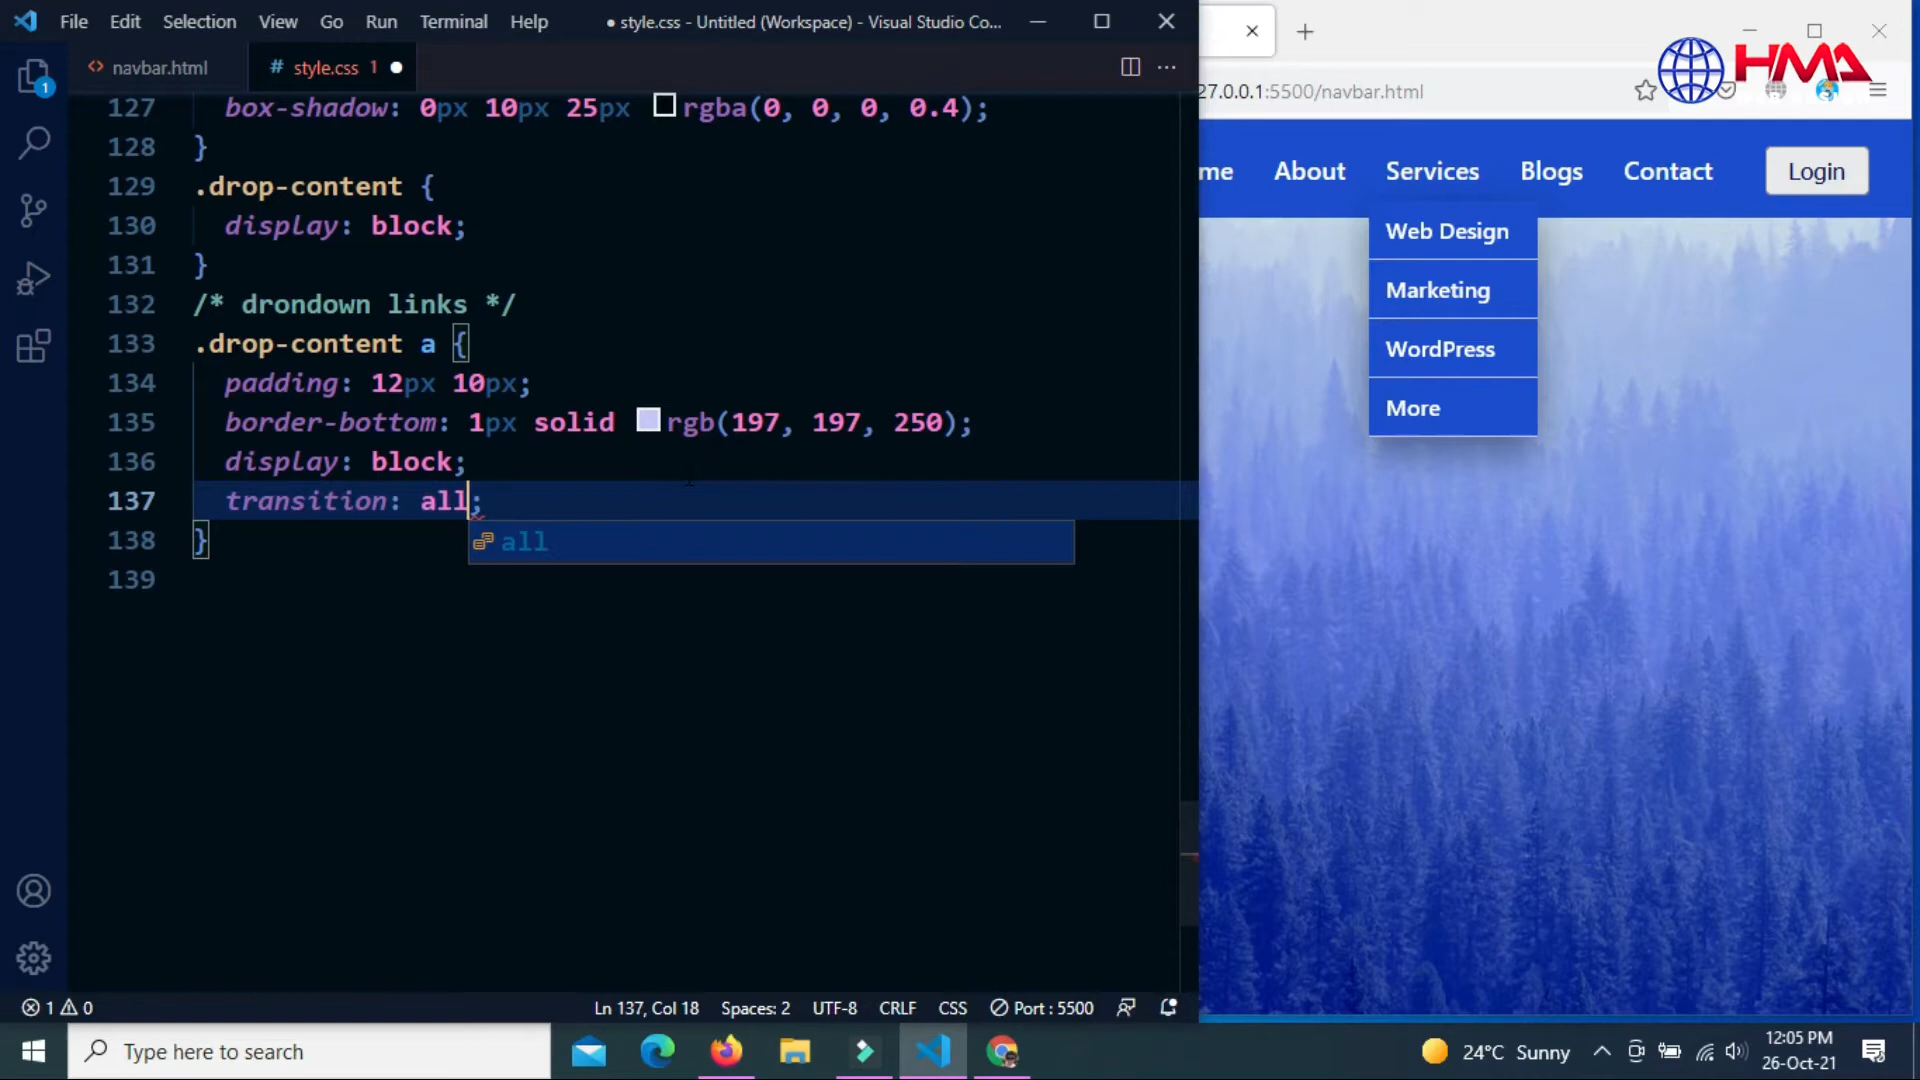 File Edit Selection View Go Run Terminal Help
● style.css - Untitled (Workspace) - Visual Studio Co...
navbar.html
# style.css 1
127 box-shadow: 0px 10px 25px rgba(0, 0, 0, 0.4);
128 }
129 .drop-content {
130 display: block;
131 }
132 /* drondown links */
133 .drop-content a {
134 padding: 12px 10px;
135 border-bottom: 1px solid rgb(197, 197, 250);
136 display: block;
137 transition: all;
138 }
139
all
1
HMA
27.0.0.1:5500/navbar.html
me About Services Blogs Contact Login
Web Design
Marketing
WordPress
More
1 0
Ln 137, Col 18 Spaces: 2 UTF-8 CRLF CSS Port : 5500
Type here to search
24°C Sunny
12:05 PM
26-Oct-21